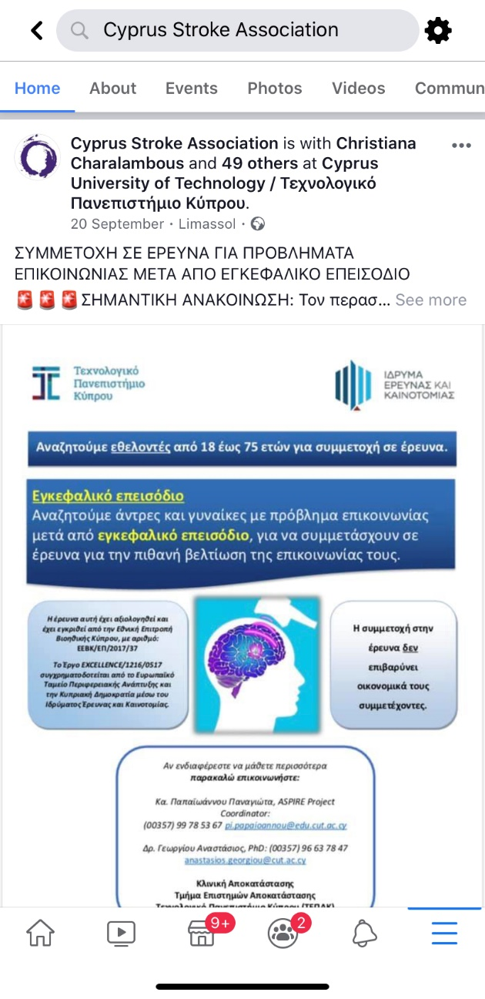 Cyprus Stroke Association
Home About Events Photos Videos Commun
Cyprus Stroke Association is with Christiana
Charalambous and 49 others at Cyprus
University of Technology / Τεχνολογικό
Πανεπιστήμιο Κύπρου.
20 September · Limassol ·
ΣΥΜΜΕΤΟΧΗ ΣΕ ΕΡΕΥΝΑ ΓΙΑ ΠΡΟΒΛΗΜΑΤΑ
ΕΠΙΚΟΙΝΩΝΙΑΣ ΜΕΤΑ ΑΠΟ ΕΓΚΕΦΑΛΙΚΟ ΕΠΕΙΣΟΔΙΟ
🚨🚨🚨ΣΗΜΑΝΤΙΚΗ ΑΝΑΚΟΙΝΩΣΗ: Τον περασ... See more
Τεχνολογικό
Πανεπιστήμιο
Κύπρου
ΙΔΡΥΜΑ
ΕΡΕΥΝΑΣ ΚΑΙ
ΚΑΙΝΟΤΟΜΙΑΣ
Αναζητούμε εθελοντές από 18 έως 75 ετών για συμμετοχή σε έρευνα.
Εγκεφαλικό επεισόδιο
Αναζητούμε άντρες και γυναίκες με πρόβλημα επικοινωνίας
μετά από εγκεφαλικό επεισόδιο, για να συμμετάσχουν σε
έρευνα για την πιθανή βελτίωση της επικοινωνίας τους.
Η έρευνα αυτή έχει αξιολογηθεί και
έχει εγκριθεί από την Εθνική Επιτροπή
Βιοηθικής Κύπρου, με αριθμό:
ΕΕΒΚ/ΕΠ/2017/37
Το Έργο EXCELLENCE/1216/0517
συγχρηματοδοτείται από το Ευρωπαϊκό
Ταμείο Περιφερειακής Ανάπτυξης και
την Κυπριακή Δημοκρατία μέσω του
Ιδρύματος Έρευνας και Καινοτομίας.
Η συμμετοχή στην
έρευνα δεν
επιβαρύνει
οικονομικά τους
συμμετέχοντες.
Αν ενδιαφέρεστε να μάθετε περισσότερα
παρακαλώ επικοινωνήστε:
Κα. Παπαϊωάννου Παναγιώτα, ASPIRE Project
Coordinator:
(00357) 99 78 53 67 pi.papaioannou@edu.cut.ac.cy
Δρ. Γεωργίου Αναστάσιος, PhD: (00357) 96 63 78 47
anastasios.georgiou@cut.ac.cy
Κλινική Αποκατάστασης
Τμήμα Επιστημών Αποκατάστασης
Τεχνολογικό Πανεπιστήμιο Κύπρου (ΤΕΠΑΚ)
9+ 2